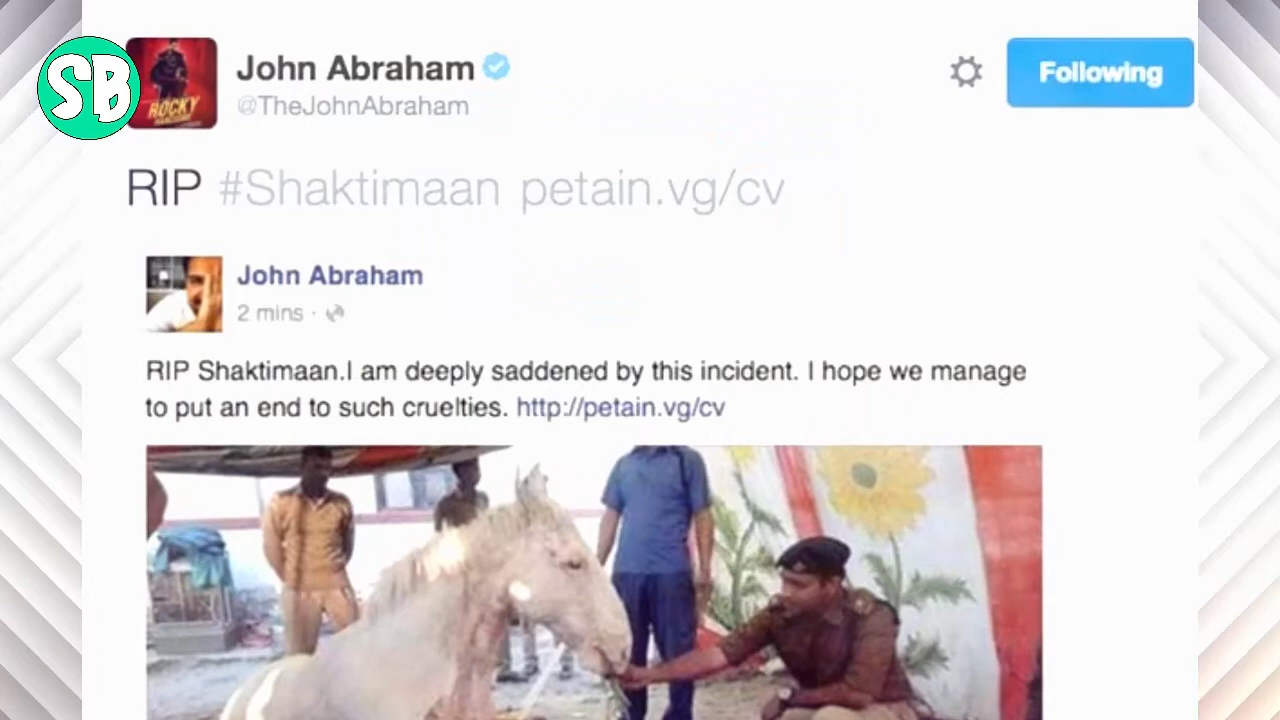 SB
ROCKY
John Abraham
@TheJohnAbraham
Following
RIP #Shaktimaan petain.vg/cv
John Abraham
2 mins ·
RIP Shaktimaan.I am deeply saddened by this incident. I hope we manage
to put an end to such cruelties. http://petain.vg/cv